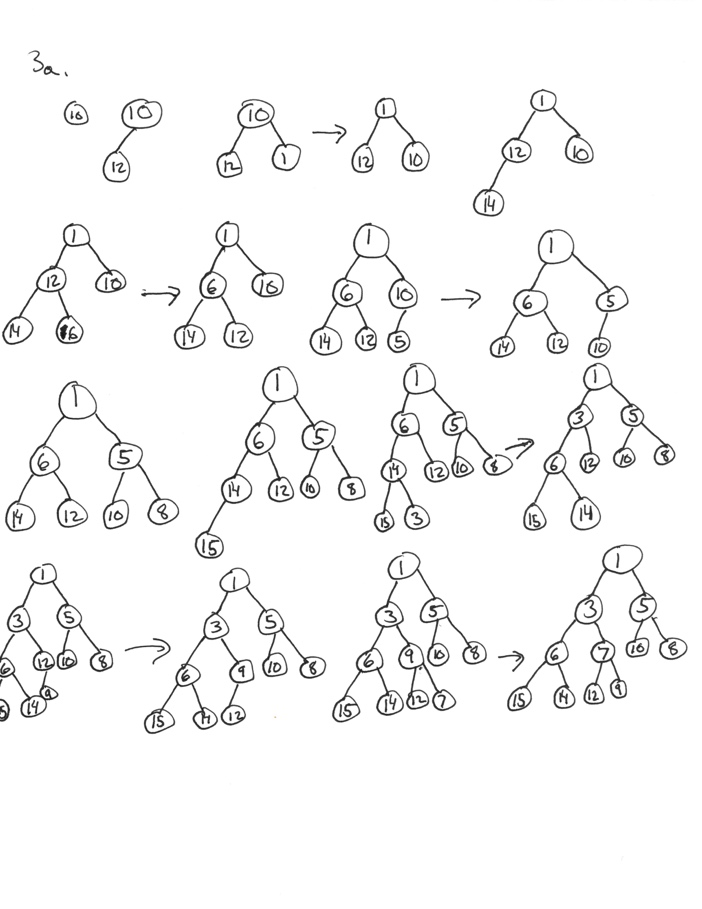 3a.
10 10 10 1 1
12 12 1 12 10 12 10
14
1 1 1 1
12 10 6 10 6 10 6 5
14 6 14 12 14 12 5 14 12 10
1 1 1 1
6 5 6 5 6 5 3 5
14 12 10 8 14 12 10 8 14 12 10 8 6 12 10 8
15 15 3 15 14
1 1 1 1
3 5 3 5 3 5 3 5
6 12 10 8 6 9 10 8 6 9 10 8 6 7 10 8
14 9 15 14 12 15 14 12 7 15 14 12 9